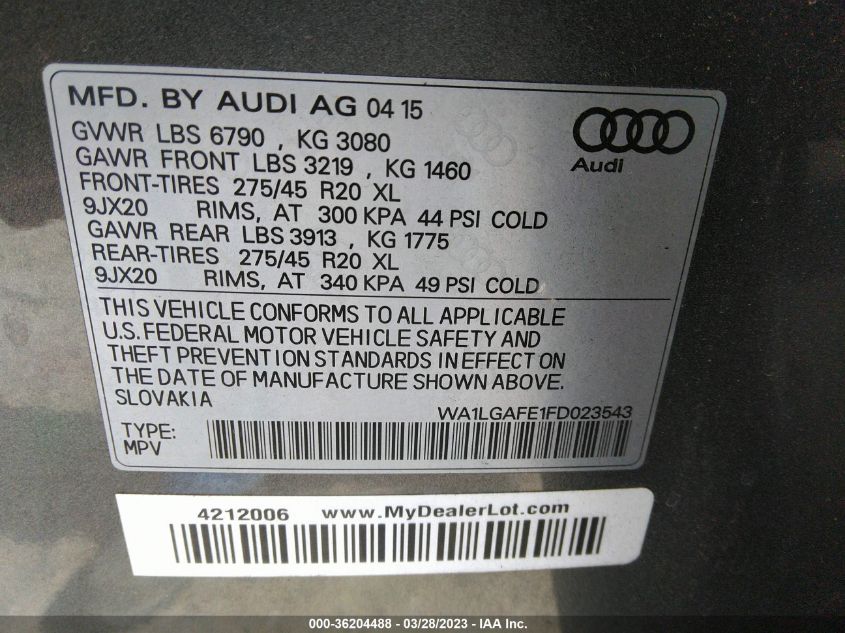 MFD. BY AUDI AG 04 15
GVWR LBS 6790 , KG 3080
GAWR FRONT LBS 3219 , KG 1460
FRONT-TIRES 275/45 R20 XL
9JX20 RIMS, AT 300 KPA 44 PSI COLD
GAWR REAR LBS 3913 , KG 1775
REAR-TIRES 275/45 R20 XL
9JX20 RIMS, AT 340 KPA 49 PSI COLD
Audi
THIS VEHICLE CONFORMS TO ALL APPLICABLE
U.S. FEDERAL MOTOR VEHICLE SAFETY AND
THEFT PREVENTION STANDARDS IN EFFECT ON
THE DATE OF MANUFACTURE SHOWN ABOVE.
SLOVAKIA
WA1LGAFE1FD023543
TYPE:
MPV
4212006 www.MyDealerLot.com
000-36204488 - 03/28/2023 - IAA Inc.